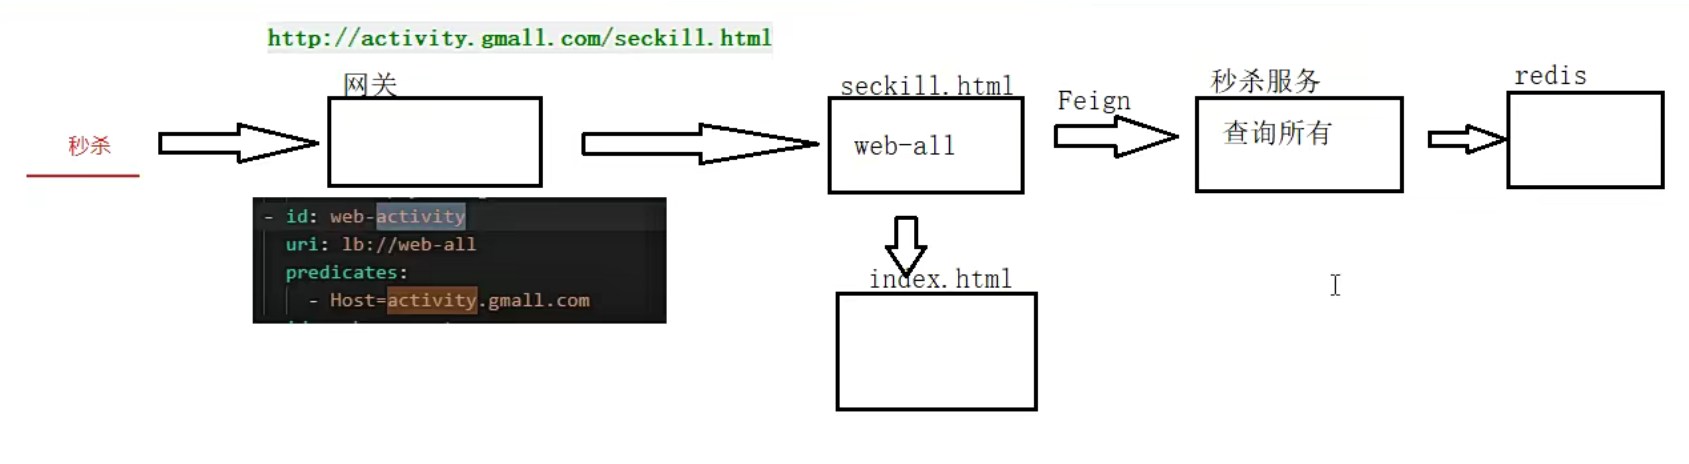 http://activity.gmall.com/seckill.html
秒杀
网关
- id: web-activity
uri: lb://web-all
predicates:
- Host=activity.gmall.com
seckill.html
web-all
index.html
Feign
秒杀服务
查询所有
redis